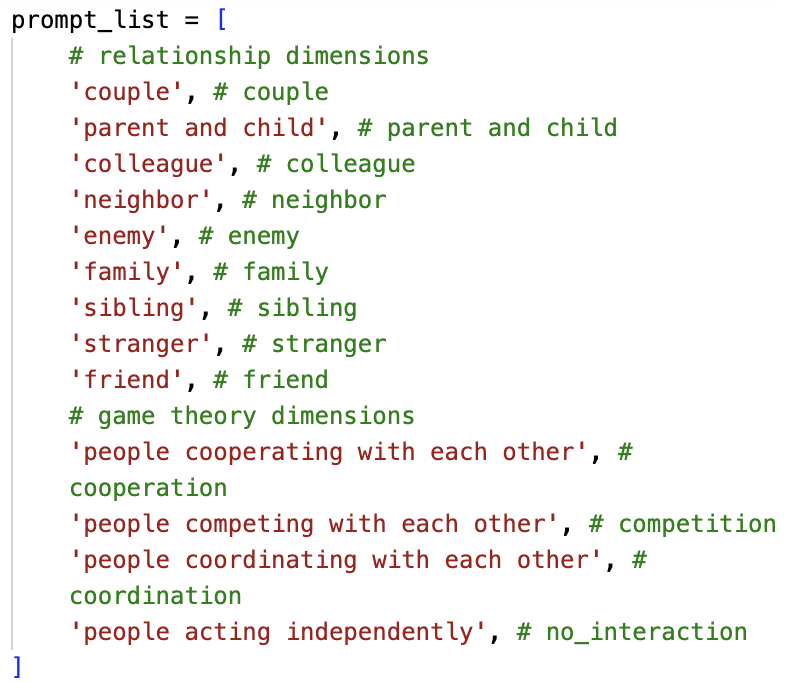 prompt_list = [
# relationship dimensions
'couple', # couple
'parent and child', # parent and child
'colleague', # colleague
'neighbor', # neighbor
'enemy', # enemy
'family', # family
'sibling', # sibling
'stranger', # stranger
'friend', # friend
# game theory dimensions
'people cooperating with each other', #
cooperation
'people competing with each other', # competition
'people coordinating with each other', #
coordination
'people acting independently', # no_interaction
]